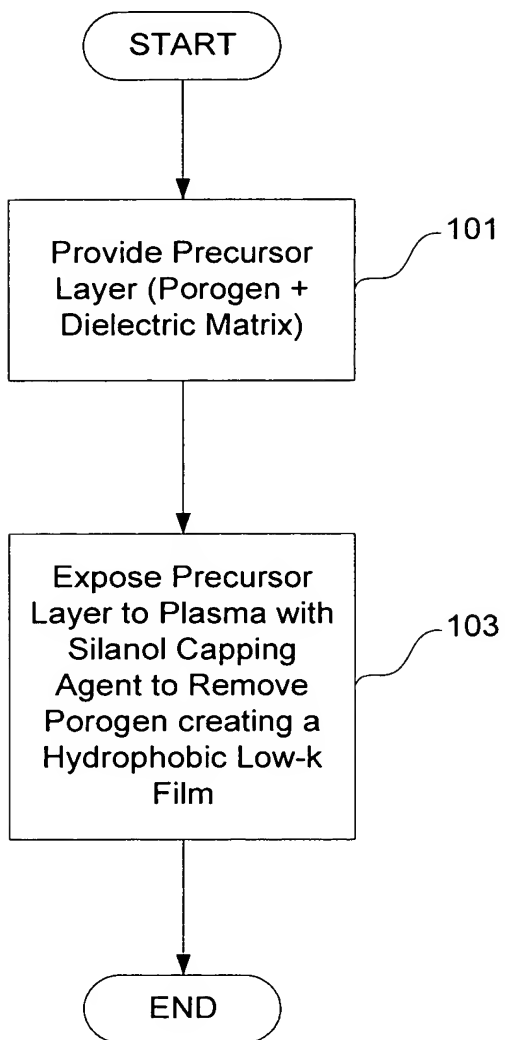 START
Provide Precursor
Layer (Porogen +
Dielectric Matrix)
101
Expose Precursor
Layer to Plasma with
Silanol Capping
Agent to Remove
Porogen creating a
Hydrophobic Low-k
Film
103
END